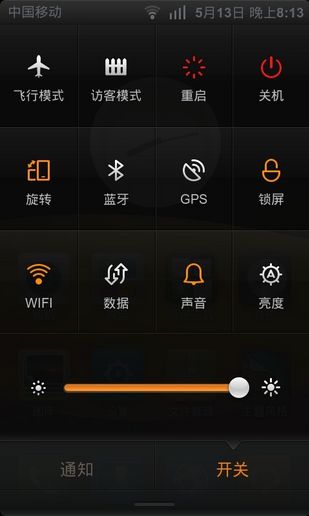 中国移动 5月13日 晚上8:13
飞行模式 访客模式 重启 关机
旋转 蓝牙 GPS 锁屏
WIFI 数据 声音 亮度
通知 开关